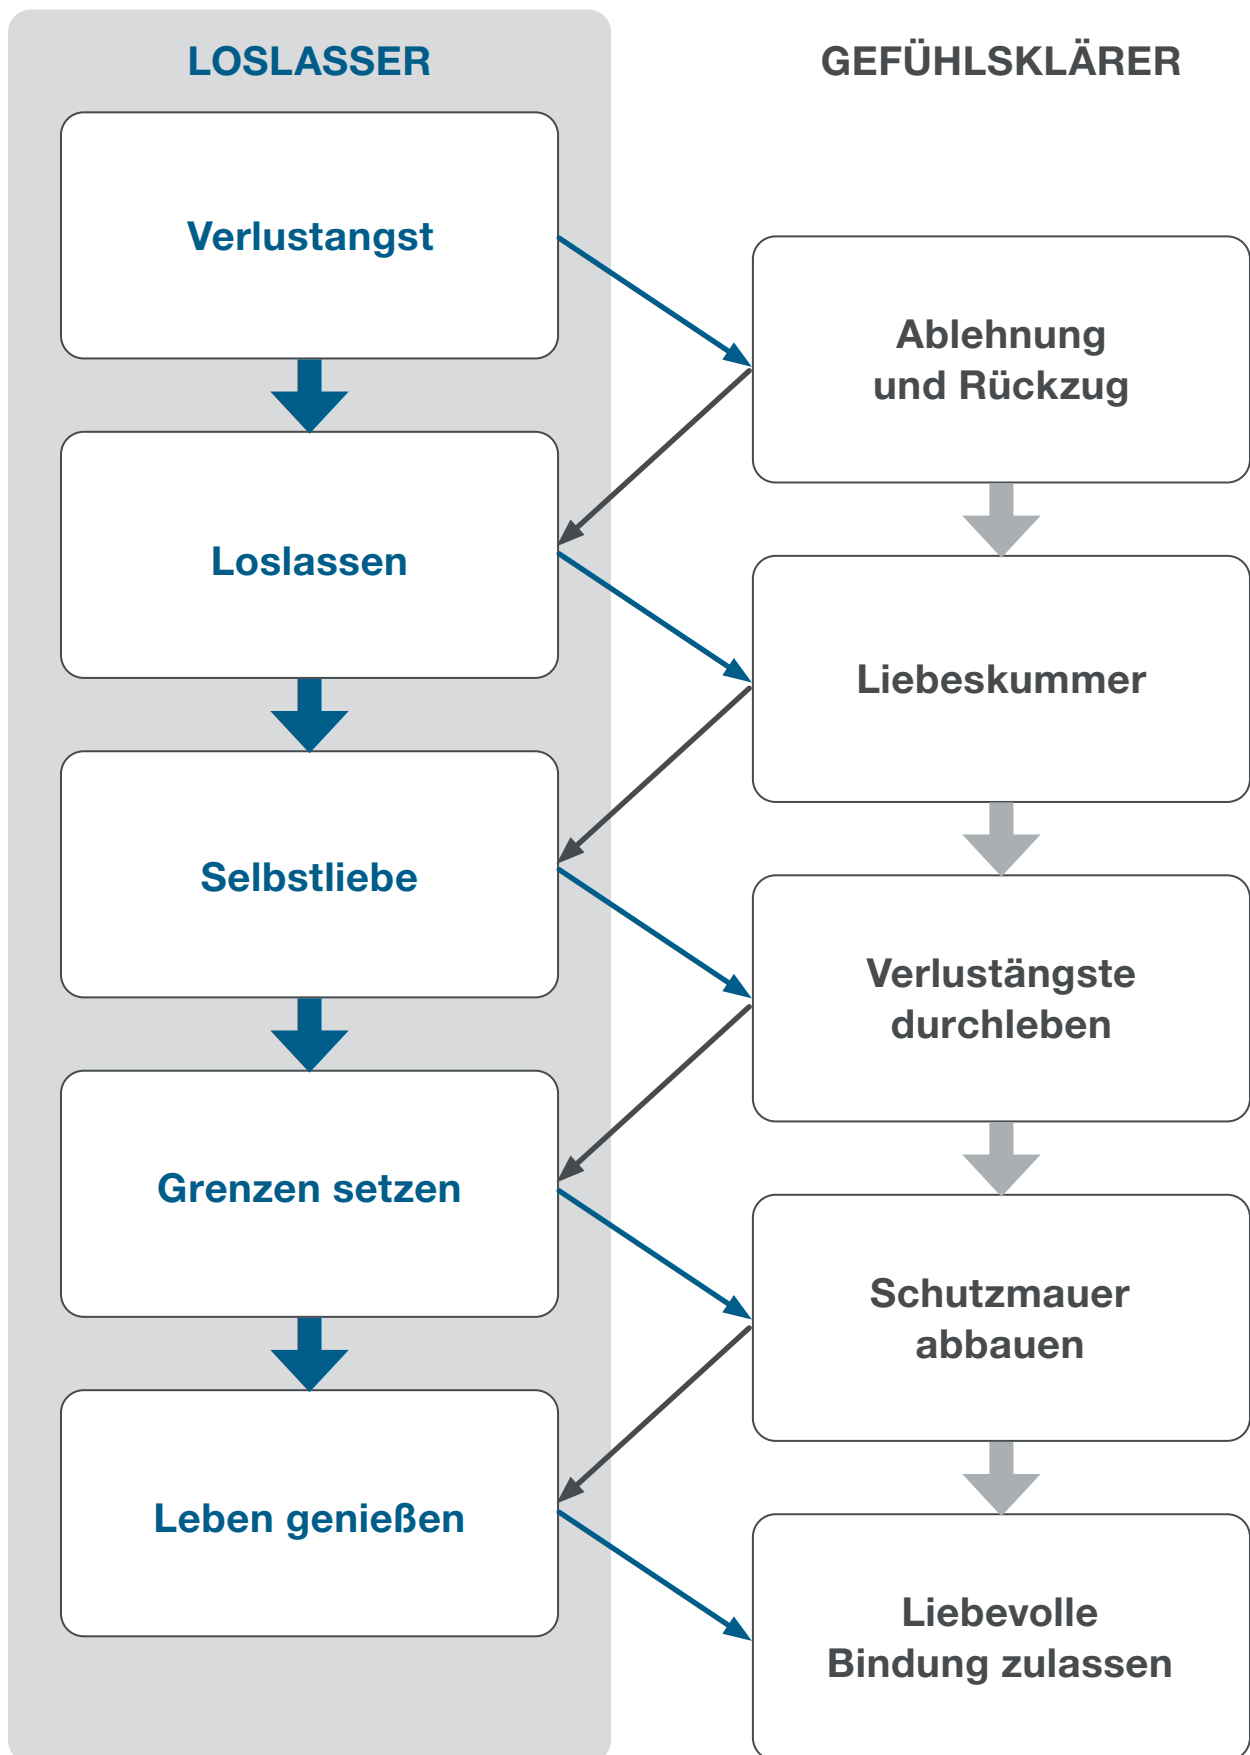 LOSLASSER
GEFÜHLSKLÄRER
Verlustangst
Ablehnung
und Rückzug
Loslassen
Liebeskummer
Selbstliebe
Verlustängste
durchleben
Grenzen setzen
Schutzmauer
abbauen
Leben genießen
Liebevolle
Bindung zulassen